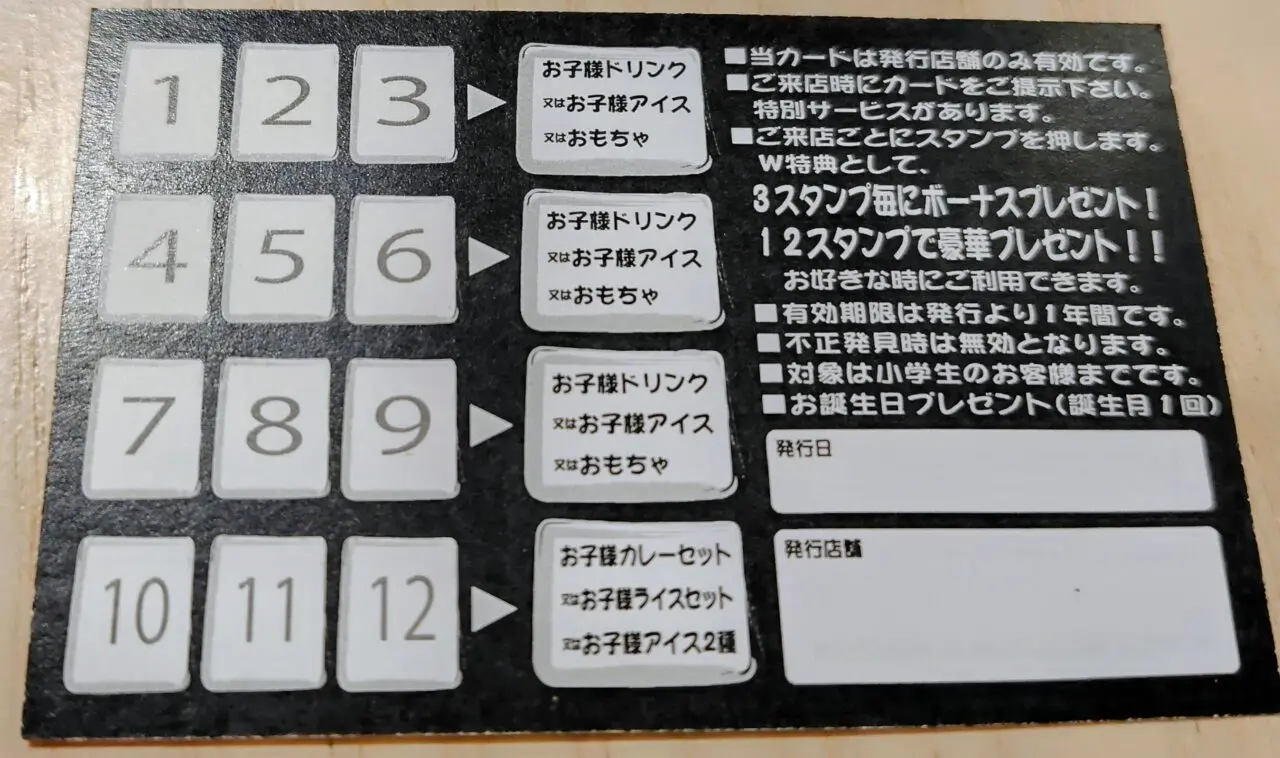 1 2 3
お子様ドリンク
又はお子様アイス
又はおもちゃ
4 5 6
お子様ドリンク
又はお子様アイス
又はおもちゃ
7 8 9
お子様ドリンク
又はお子様アイス
又はおもちゃ
10 11 12
お子様カレーセット
又はお子様ライスセット
又はお子様アイス2種
■当カードは発行店舗のみ有効です。
■ご来店時にカードをご提示下さい。
特別サービスがあります。
■ご来店ごとにスタンプを押します。
W特典として、
3スタンプ毎にボーナスプレゼント!
12スタンプで豪華プレゼント!!
お好きな時にご利用できます。
■有効期限は発行より1年間です。
■不正発見時は無効となります。
■対象は小学生のお客様までです。
■お誕生日プレゼント(誕生月1回)
発行日
発行店舗